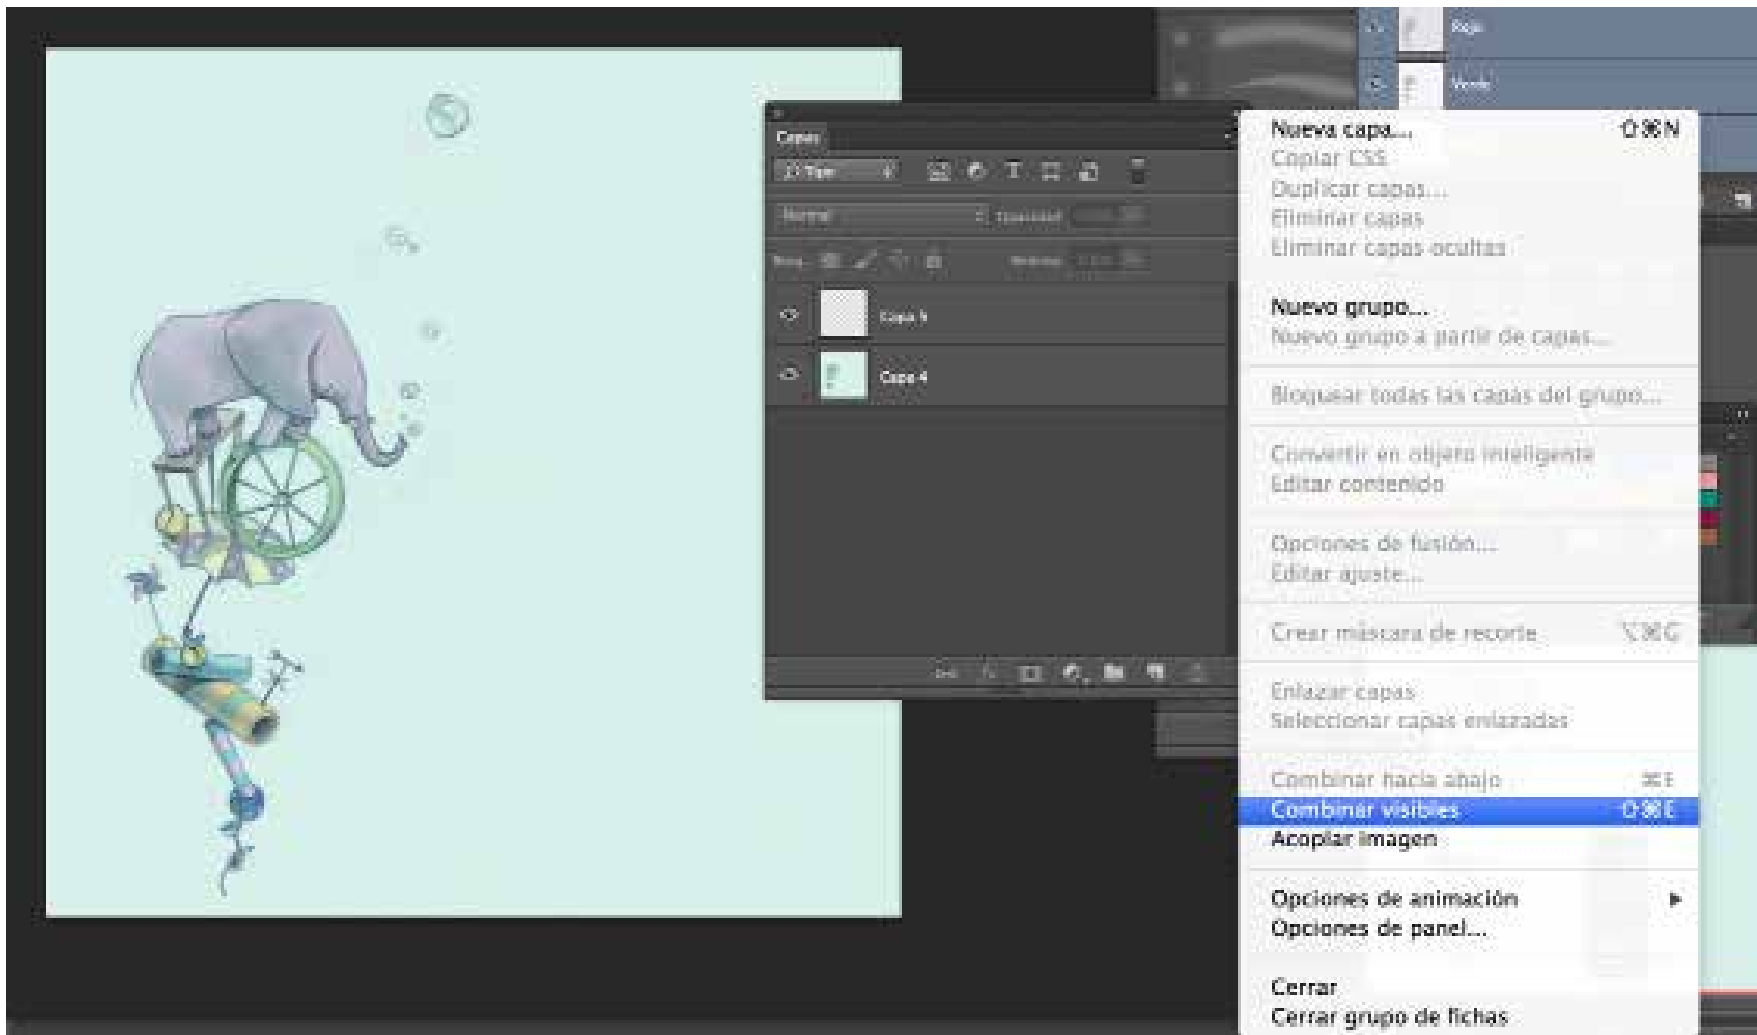 Rojo
Verde
Capas
Nueva capa... ⇧⌘N
Copiar CSS
Duplicar capas...
Eliminar capas
Eliminar capas ocultas
Normal
Capa 5
Capa 4
Nuevo grupo...
Nuevo grupo a partir de capas...
Bloquear todas las capas del grupo...
Convertir en objeto inteligente
Editar contenido
Opciones de fusión...
Editar ajuste...
Crear máscara de recorte ⌥⌘G
Enlazar capas
Seleccionar capas enlazadas
Combinar hacia abajo ⌘E
Combinar visibles ⇧⌘E
Acoplar imagen
Opciones de animación
Opciones de panel...
Cerrar
Cerrar grupo de fichas